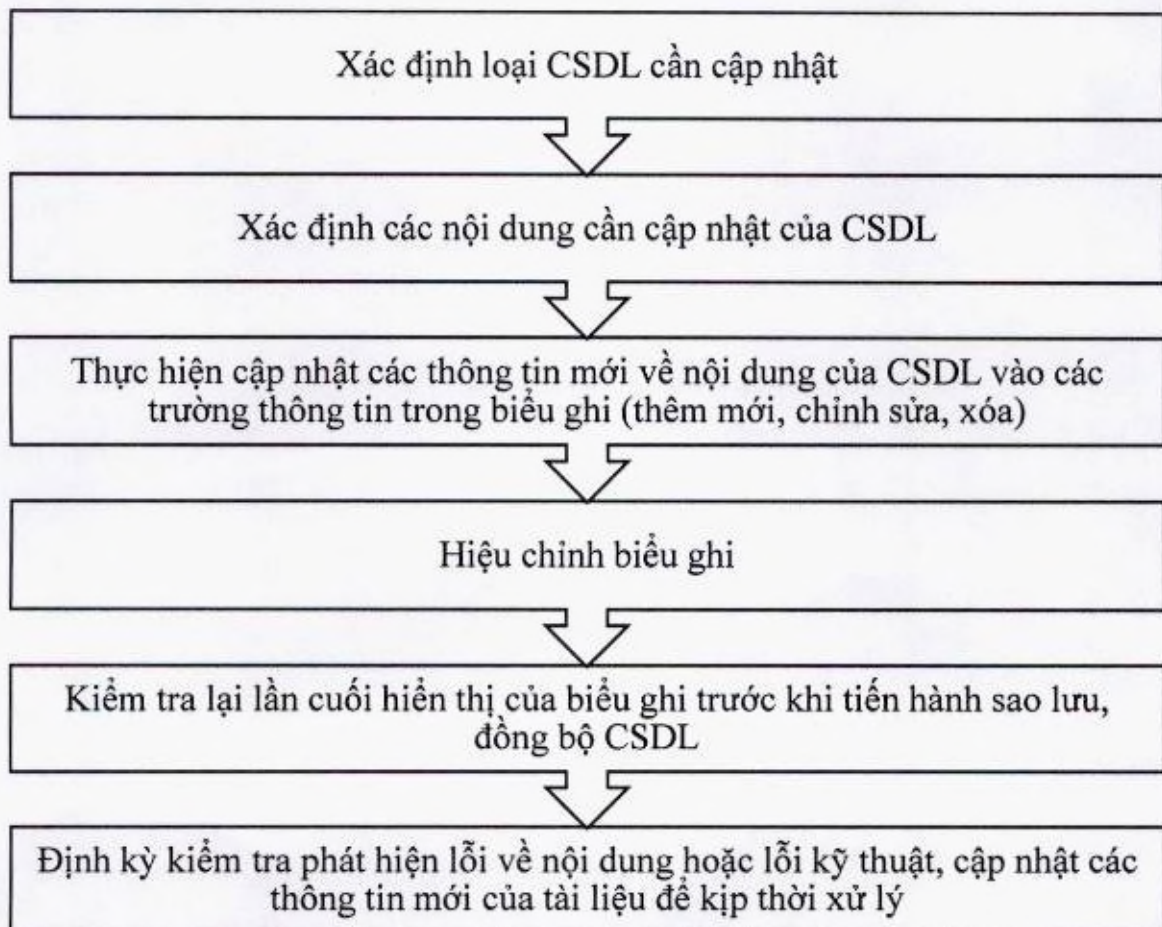 Xác định loại CSDL cần cập nhật
Xác định các nội dung cần cập nhật của CSDL
Thực hiện cập nhật các thông tin mới về nội dung của CSDL vào các
trường thông tin trong biểu ghi (thêm mới, chỉnh sửa, xóa)
Hiệu chỉnh biểu ghi
Kiểm tra lại lần cuối hiển thị của biểu ghi trước khi tiến hành sao lưu,
đồng bộ CSDL
Định kỳ kiểm tra phát hiện lỗi về nội dung hoặc lỗi kỹ thuật, cập nhật các
thông tin mới của tài liệu để kịp thời xử lý